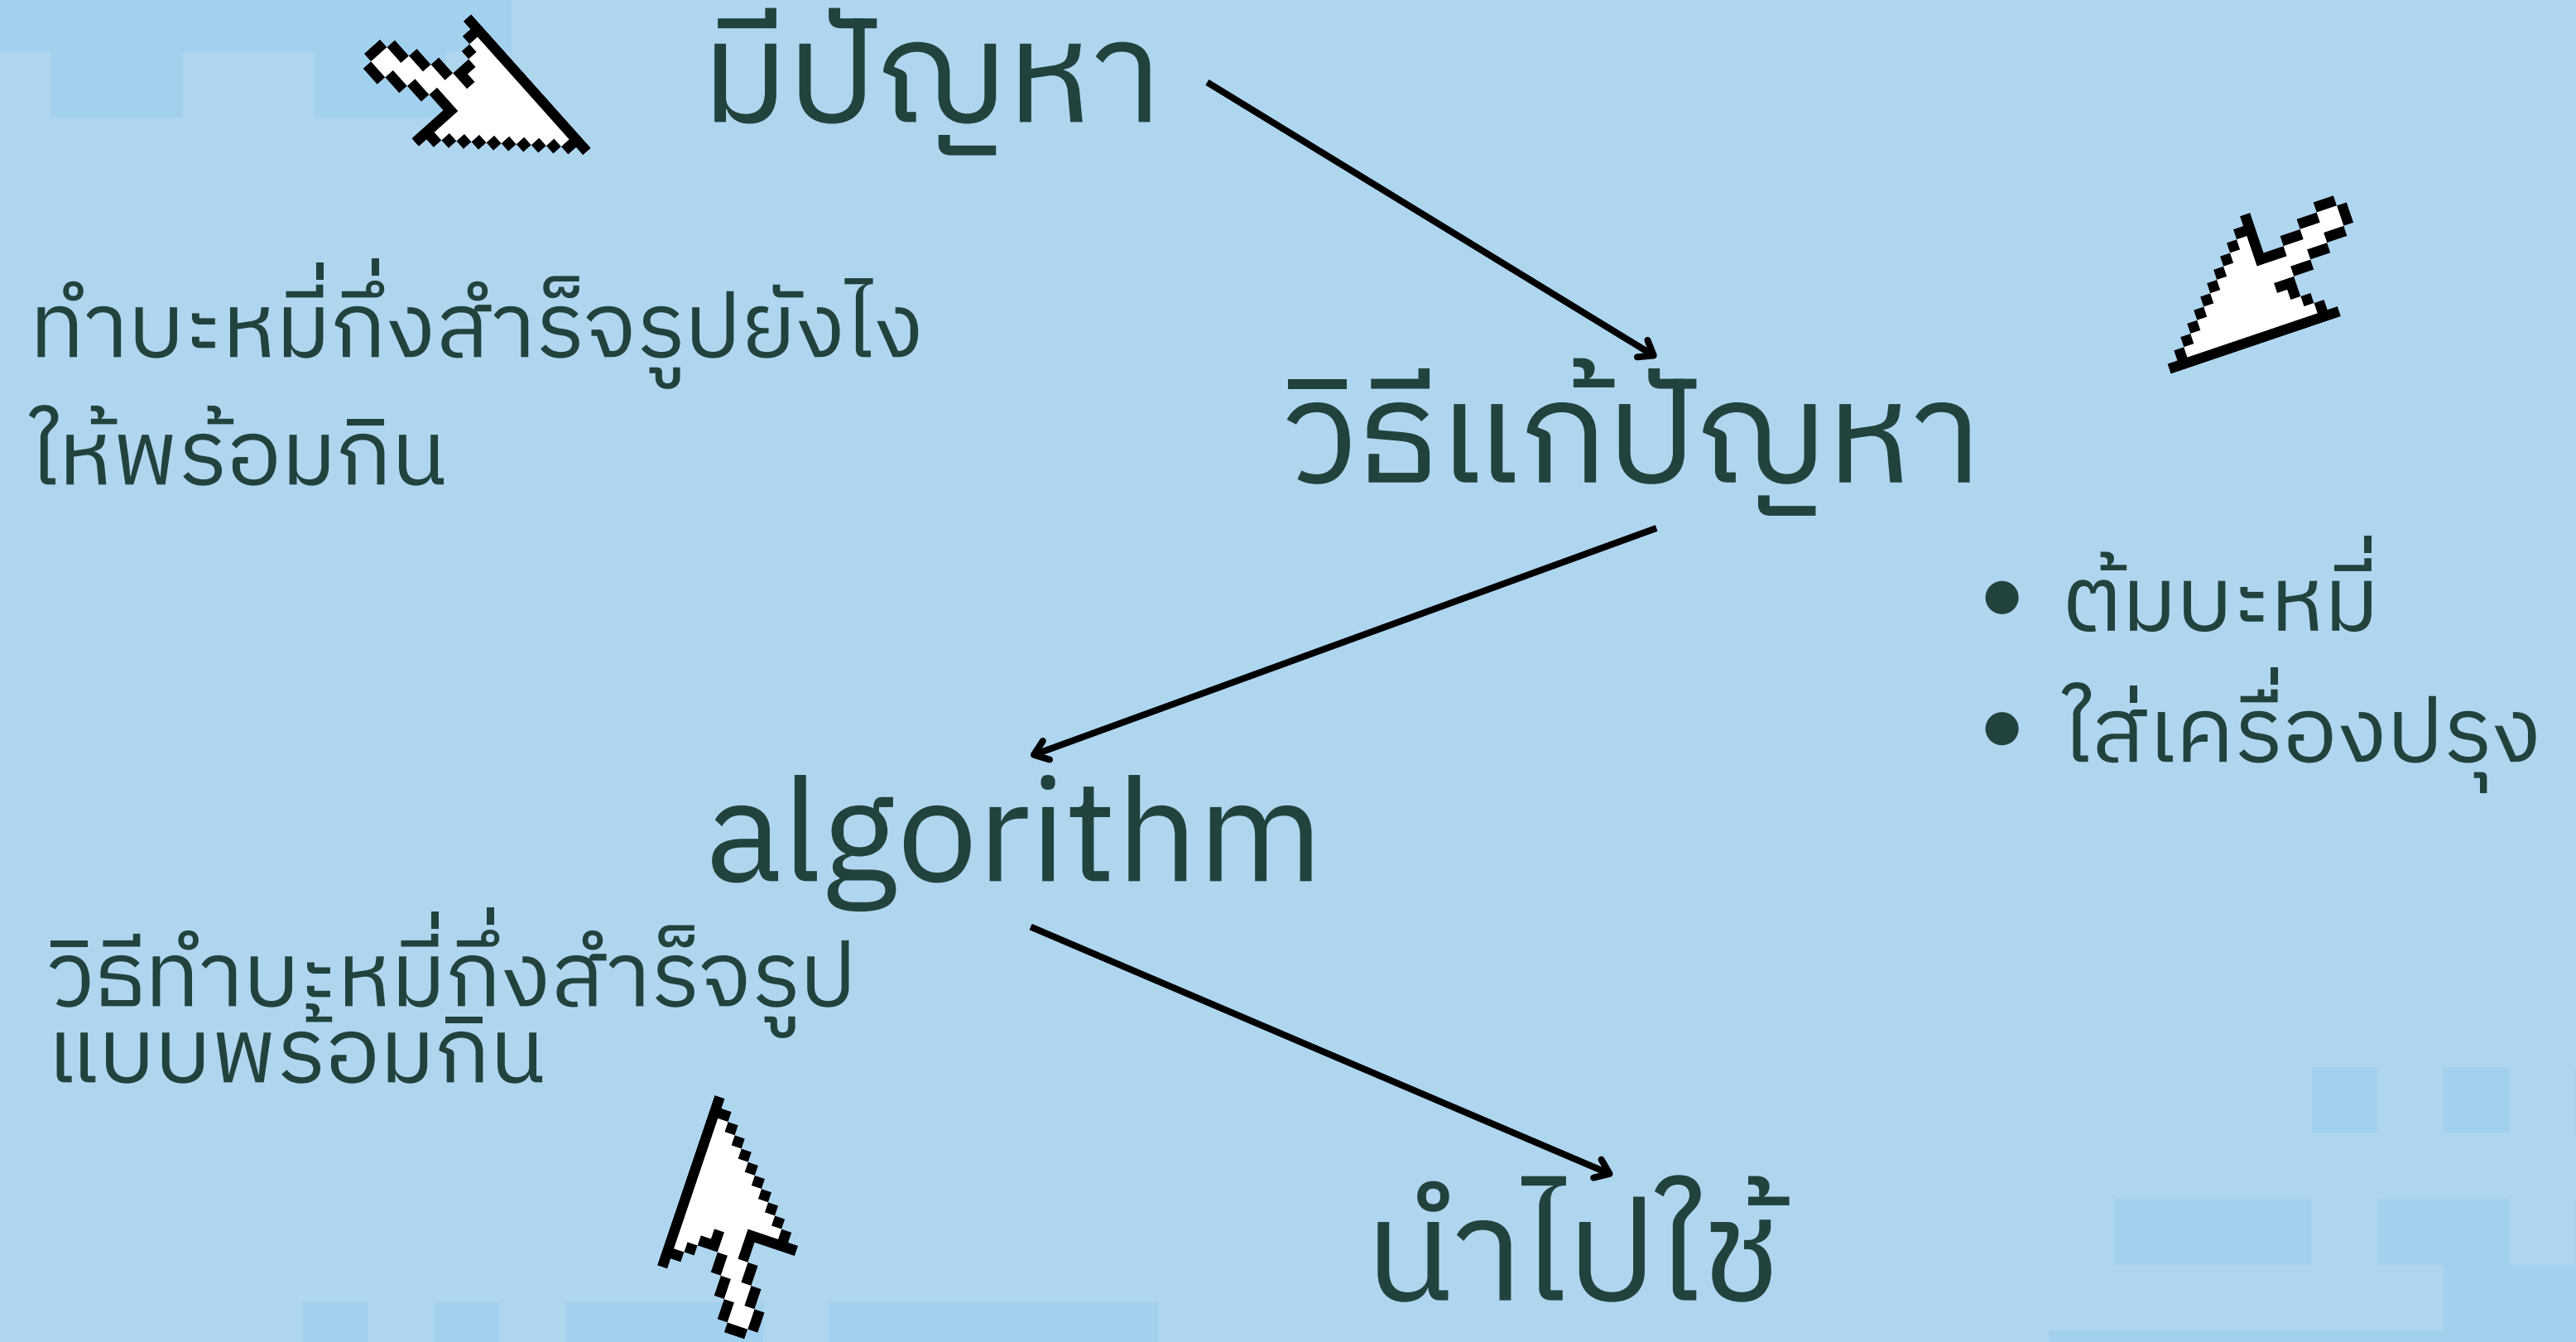 มีปัญหา
ทำบะหมี่กึ่งสำเร็จรูปยังไง
ให้พร้อมกิน
วิธีแก้ปัญหา
ต้มบะหมี่
ใส่เครื่องปรุง
algorithm
วิธีทำบะหมี่กึ่งสำเร็จรูป
แบบพร้อมกิน
นำไปใช้